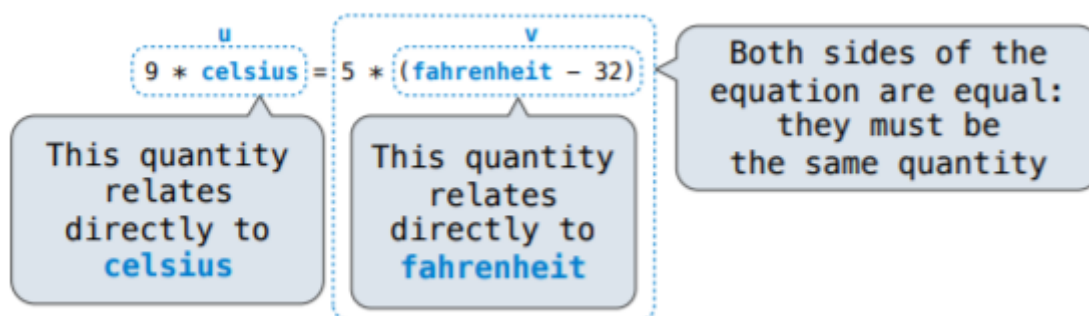 u
v
9 * celsius = 5 * (fahrenheit - 32)
Both sides of the
equation are equal:
they must be
the same quantity
This quantity
relates
directly to
celsius
This quantity
relates
directly to
fahrenheit